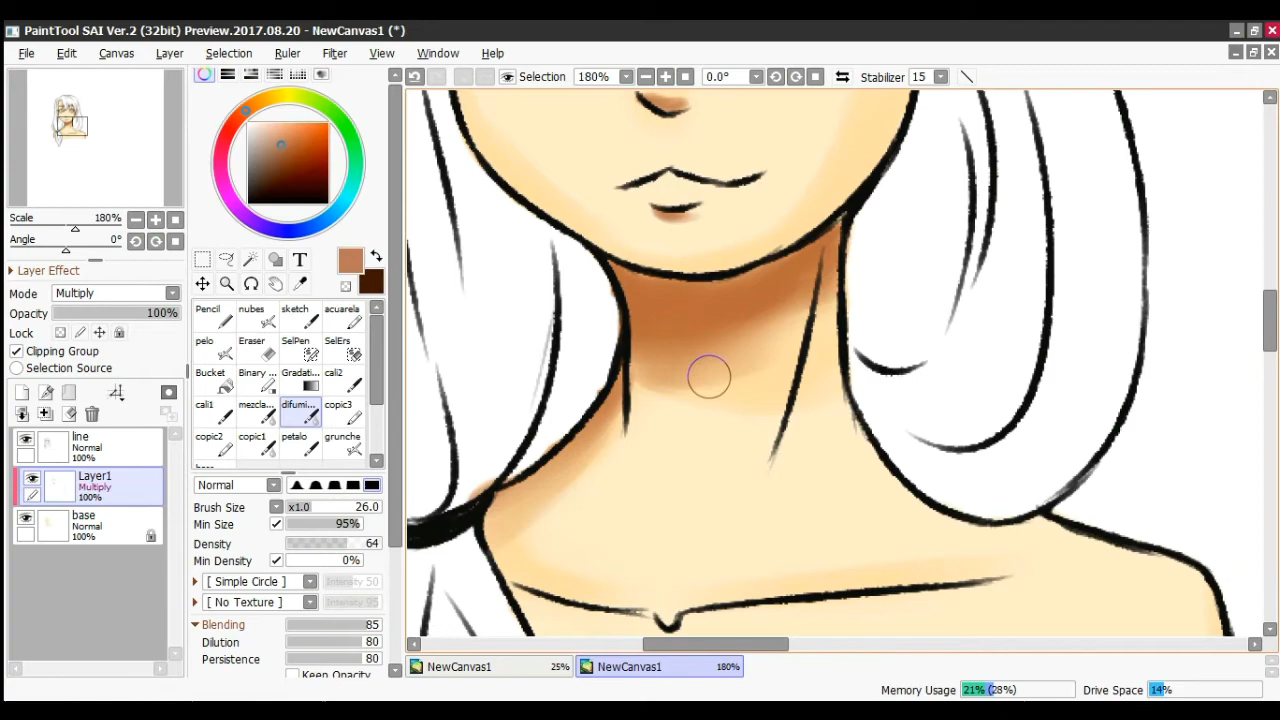 PaintTool SAI Ver.2 (32bit) Preview.2017.08.20 - NewCanvas1 (*)
File Edit Canvas Layer Selection Ruler Filter View Window Help
Selection 180% 0.0° Stabilizer 15
Scale 180%
Angle 0°
Layer Effect
Mode Multiply
Opacity 100%
Lock
Clipping Group
Selection Source
line
Normal
100%
Layer1
Multiply
100%
base
Normal
100%
T
Pencil nubes sketch acuarela
pelo Eraser SelPen SelErs
Bucket Binary ... Gradati... cali2
cali1 mezcla... difumi... copic3
copic2 copic1 petalo grunche
Normal
Brush Size x1.0 26.0
Min Size 95%
Density 64
Min Density 0%
[ Simple Circle ] Intensity 50
[ No Texture ] Intensity 95
Blending 85
Dilution 80
Persistence 80
Keep Opacity
NewCanvas1 25% NewCanvas1 180%
Memory Usage 21% (28%) Drive Space 14%